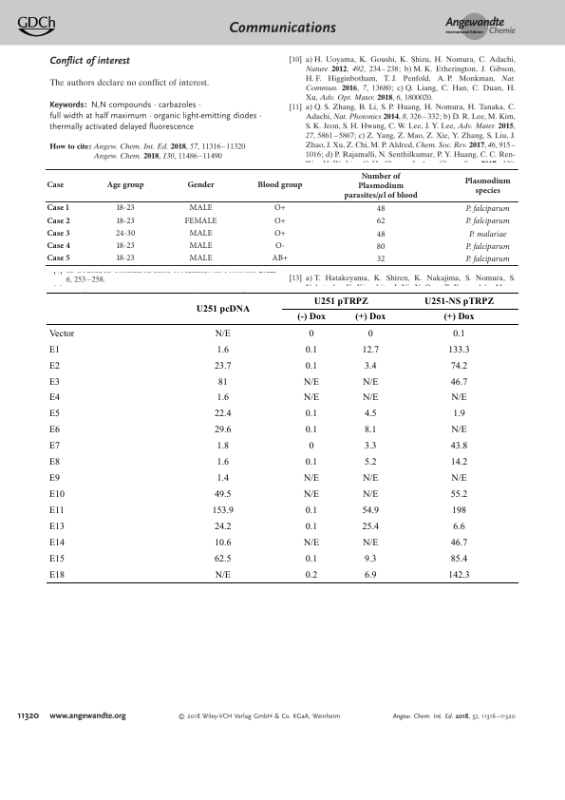 GDCh
Communications
Angewandte
International Edition Chemie
Conflict of interest
The authors declare no conflict of interest.
Keywords: N,N compounds · carbazoles ·
full width at half maximum · organic light-emitting diodes ·
thermally activated delayed fluorescence
How to cite: Angew. Chem. Int. Ed. 2018, 57, 11316–11320
Angew. Chem. 2018, 130, 11486–11490
[10] a) H. Uoyama, K. Goushi, K. Shizu, H. Nomura, C. Adachi,
Nature 2012, 492, 234–238; b) M. K. Etherington, J. Gibson,
H. F. Higginbotham, T. J. Penfold, A. P. Monkman, Nat.
Commun. 2016, 7, 13680; c) Q. Liang, C. Han, C. Duan, H.
Xu, Adv. Opt. Mater. 2018, 6, 1800020.
[11] a) Q. S. Zhang, B. Li, S. P. Huang, H. Nomura, H. Tanaka, C.
Adachi, Nat. Photonics 2014, 8, 326–332; b) D. R. Lee, M. Kim,
S. K. Jeon, S. H. Hwang, C. W. Lee, J. Y. Lee, Adv. Mater. 2015,
27, 5861–5867; c) Z. Yang, Z. Mao, Z. Xie, Y. Zhang, S. Liu, J.
Zhao, J. Xu, Z. Chi, M. P. Aldred, Chem. Soc. Rev. 2017, 46, 915–
1016; d) P. Rajamalli, N. Senthilkumar, P. Y. Huang, C. C. Ren-
Case Age group Gender Blood group Number of Plasmodium parasites/µl of blood Plasmodium species
Case 1 18-23 MALE O+ 48 P. falciparum
Case 2 18-23 FEMALE O+ 62 P. falciparum
Case 3 24-30 MALE O+ 48 P. malariae
Case 4 18-23 MALE O- 80 P. falciparum
Case 5 18-23 MALE AB+ 32 P. falciparum
6, 253–258.
[13] a) T. Hatakeyama, K. Shiren, K. Nakajima, S. Nomura, S.
U251 pcDNA U251 pTRPZ U251-NS pTRPZ
(-) Dox (+) Dox (+) Dox
Vector N/E 0 0 0.1
E1 1.6 0.1 12.7 133.3
E2 23.7 0.1 3.4 74.2
E3 81 N/E N/E 46.7
E4 1.6 N/E N/E N/E
E5 22.4 0.1 4.5 1.9
E6 29.6 0.1 8.1 N/E
E7 1.8 0 3.3 43.8
E8 1.6 0.1 5.2 14.2
E9 1.4 N/E N/E N/E
E10 49.5 N/E N/E 55.2
E11 153.9 0.1 54.9 198
E13 24.2 0.1 25.4 6.6
E14 10.6 N/E N/E 46.7
E15 62.5 0.1 9.3 85.4
E18 N/E 0.2 6.9 142.3
11320 www.angewandte.org © 2018 Wiley-VCH Verlag GmbH & Co. KGaA, Weinheim Angew. Chem. Int. Ed. 2018, 57, 11316–11320